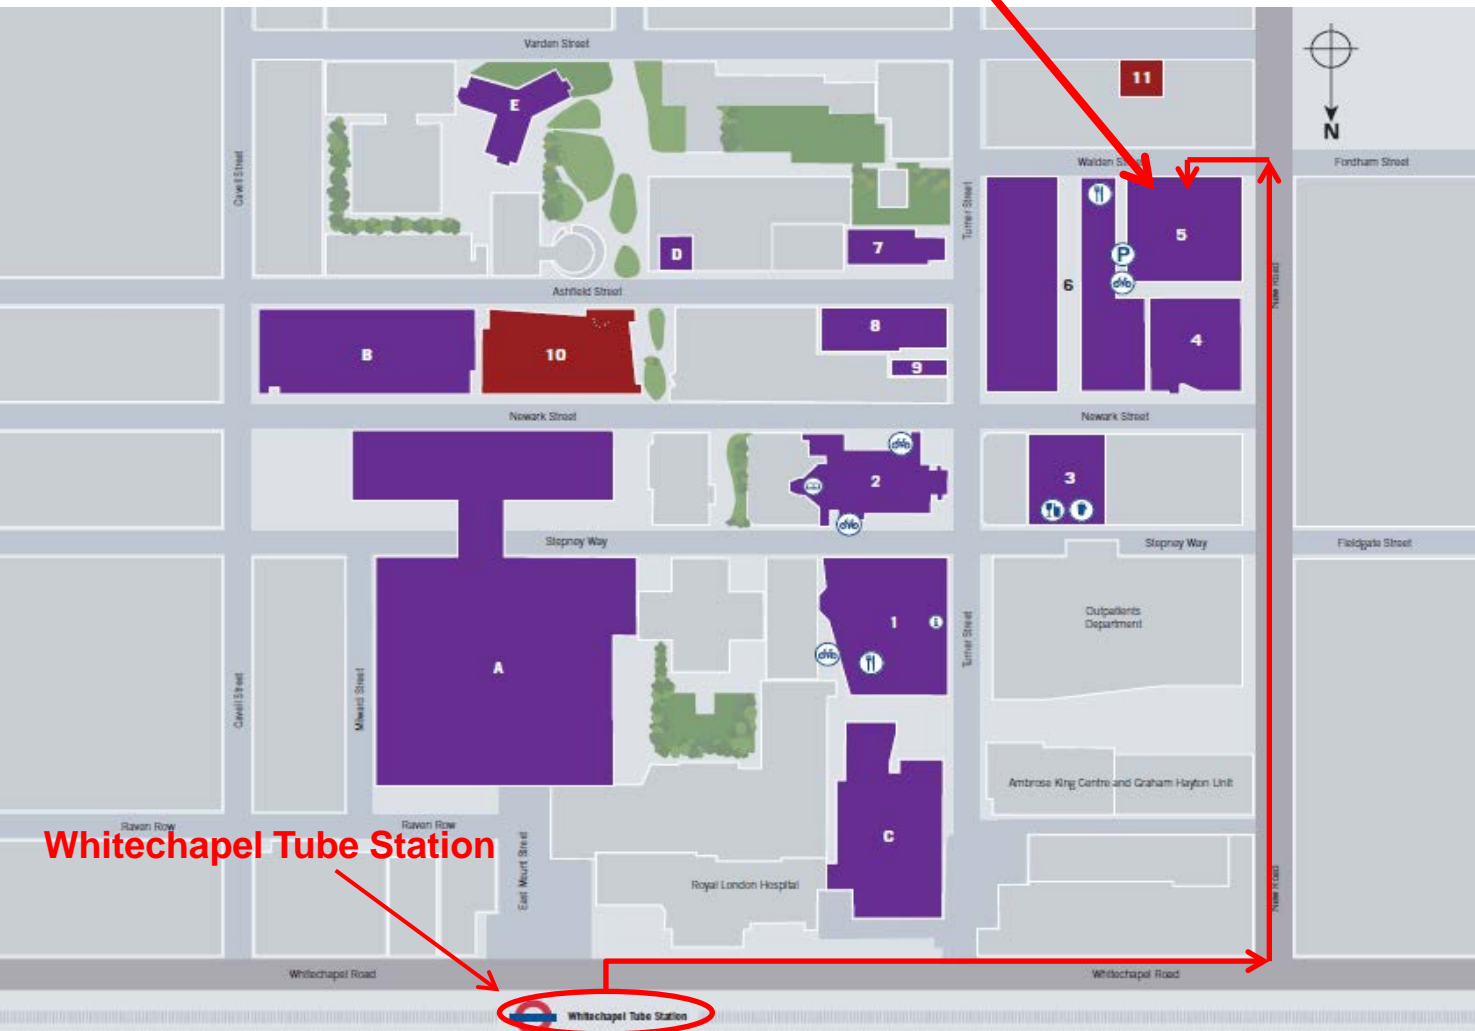 Varden Street
E
11
N
Walden Street
Fordham Street
Cavell Street
Turner Street
5
D
7
6
New Road
Ashfield Street
P
B
10
8
9
4
Newark Street
Newark Street
2
3
Stepney Way
Stepney Way
Fieldgate Street
1
i
Outpatients
Department
Turner Street
A
Cavell Street
Milward Street
Ambrose King Centre and Graham Hayton Unit
Raven Row
Raven Row
Whitechapel Tube Station
C
East Mount Street
Royal London Hospital
New Road
Whitechapel Road
Whitechapel Road
Whitechapel Tube Station